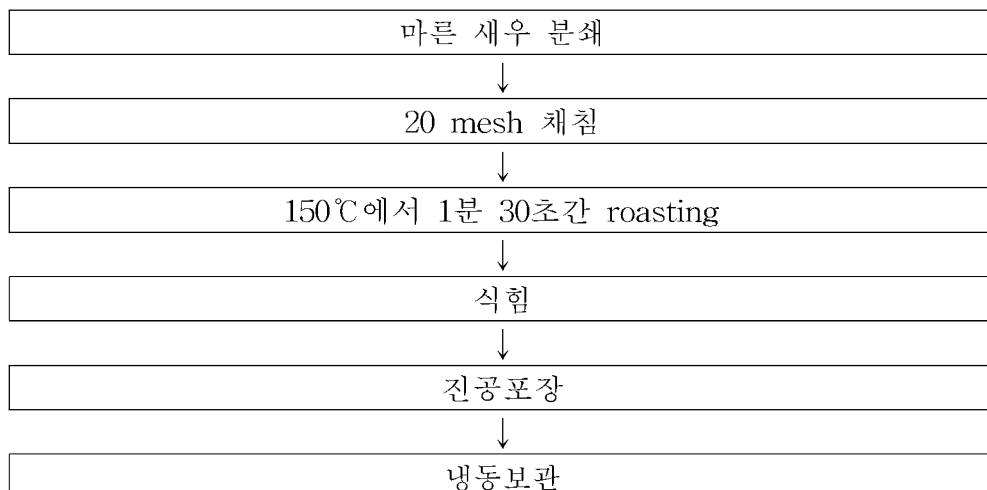 마른 새우 분쇄
↓
20 mesh 채침
↓
150℃에서 1분 30초간 roasting
↓
식힘
↓
진공포장
↓
냉동보관